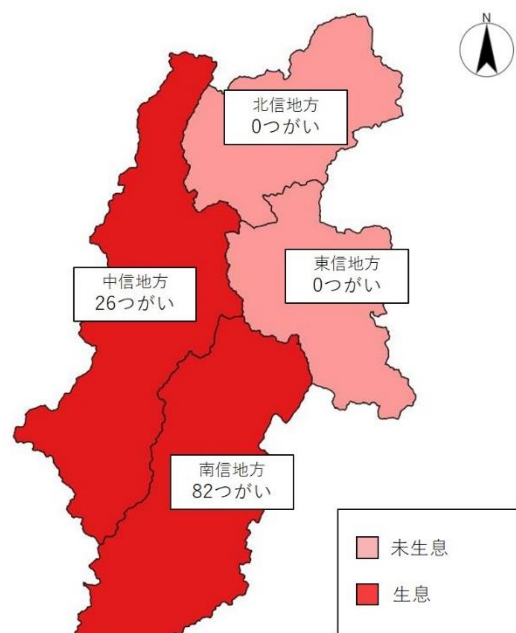 N
北信地方
0つがい
東信地方
0つがい
中信地方
26つがい
南信地方
82つがい
未生息
生息